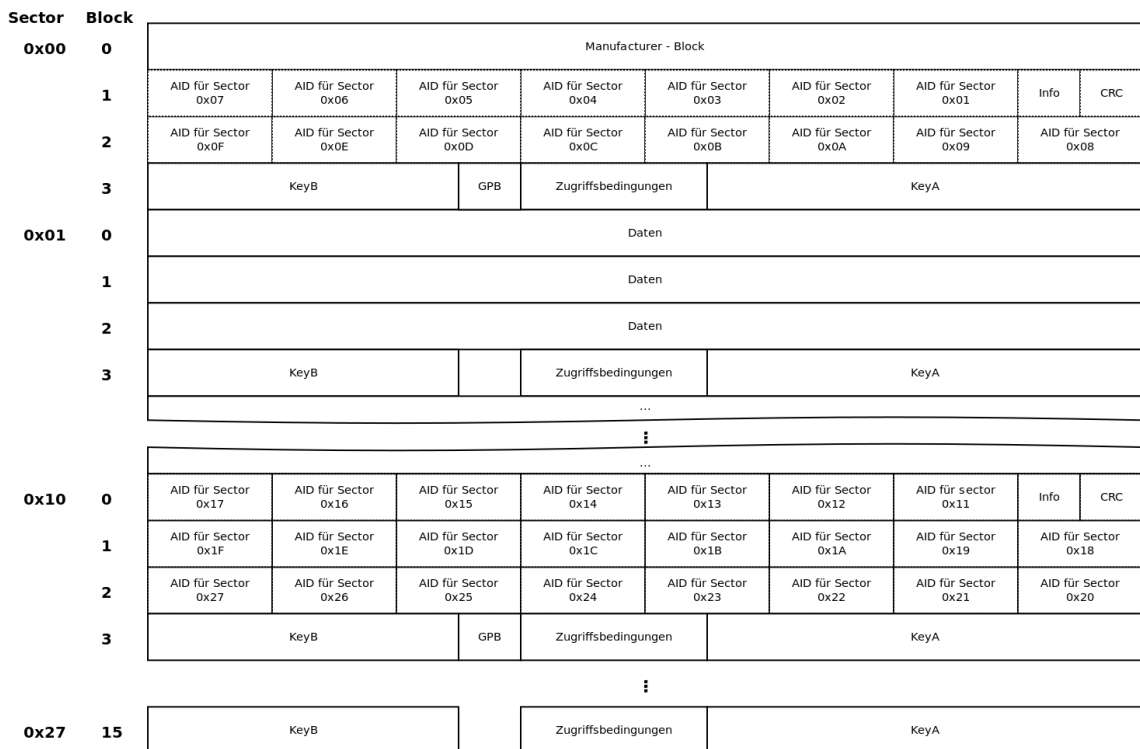 Sector Block
0x00 0 Manufacturer - Block
1 AID für Sector 0x07 AID für Sector 0x06 AID für Sector 0x05 AID für Sector 0x04 AID für Sector 0x03 AID für Sector 0x02 AID für Sector 0x01 Info CRC
2 AID für Sector 0x0F AID für Sector 0x0E AID für Sector 0x0D AID für Sector 0x0C AID für Sector 0x0B AID für Sector 0x0A AID für Sector 0x09 AID für Sector 0x08
3 KeyB GPB Zugriffsbedingungen KeyA
0x01 0 Daten
1 Daten
2 Daten
3 KeyB Zugriffsbedingungen KeyA
...
...
0x10 0 AID für Sector 0x17 AID für Sector 0x16 AID für Sector 0x15 AID für Sector 0x14 AID für Sector 0x13 AID für Sector 0x12 AID für sector 0x11 Info CRC
1 AID für Sector 0x1F AID für Sector 0x1E AID für Sector 0x1D AID für Sector 0x1C AID für Sector 0x1B AID für Sector 0x1A AID für Sector 0x19 AID für Sector 0x18
2 AID für Sector 0x27 AID für Sector 0x26 AID für Sector 0x25 AID für Sector 0x24 AID für Sector 0x23 AID für Sector 0x22 AID für Sector 0x21 AID für Sector 0x20
3 KeyB GPB Zugriffsbedingungen KeyA
0x27 15 KeyB Zugriffsbedingungen KeyA